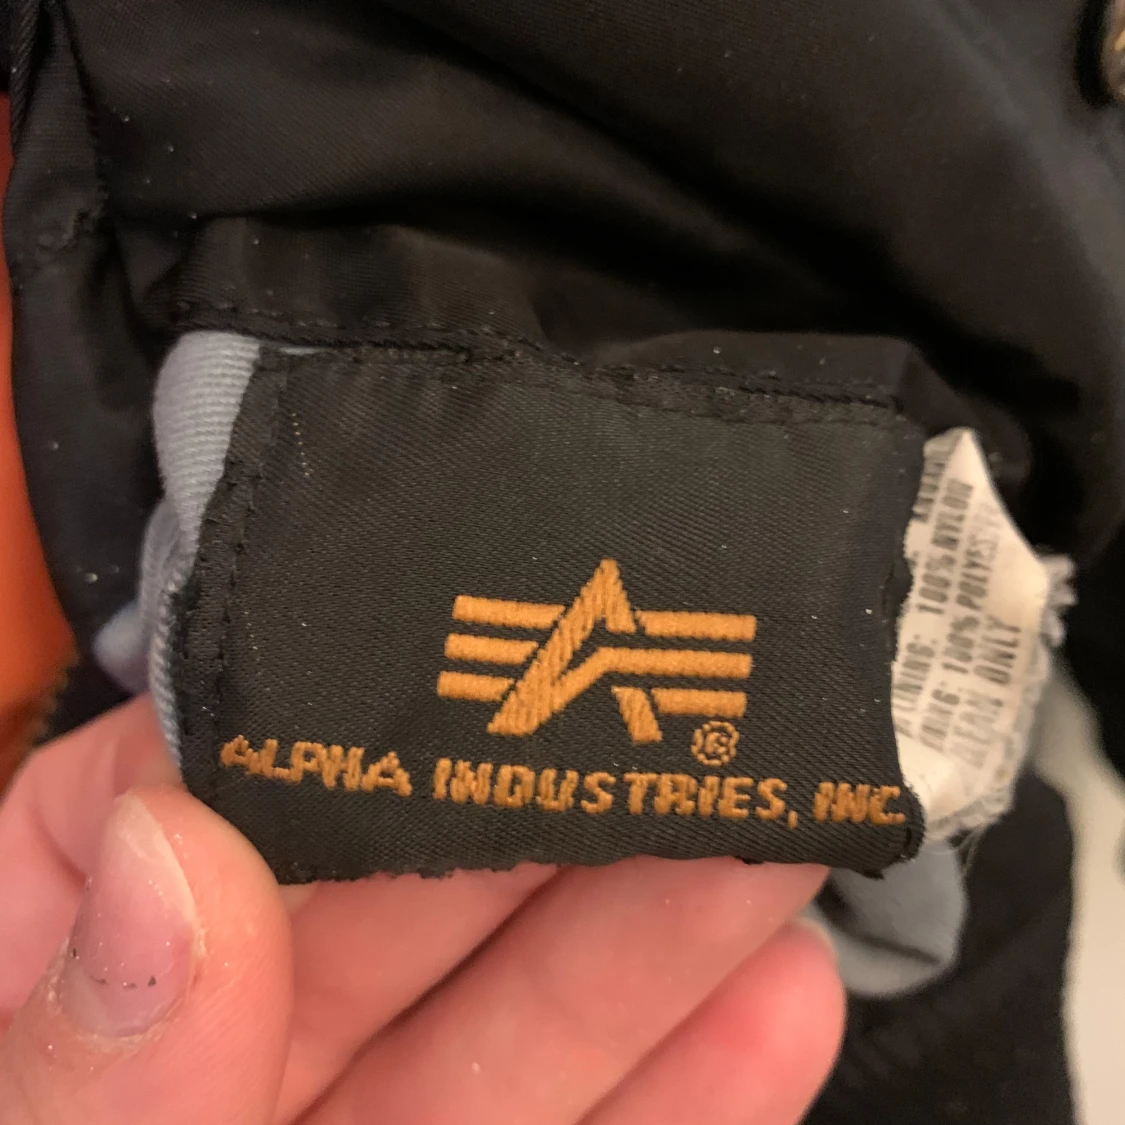 ALPHA INDUSTRIES, INC.
®
LINING: 100% NYLON
100% POLYESTER
CLEAN ONLY